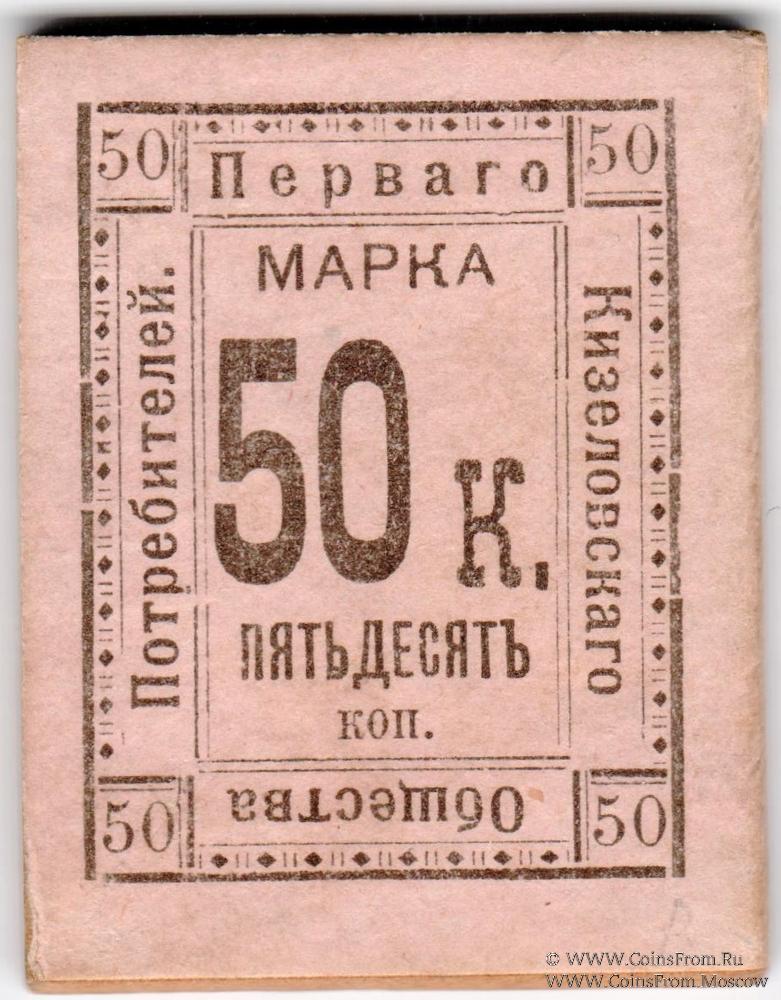 50
Перваго
50
МАРКА
50 К.
ПЯТЬДЕСЯТЪ
коп.
Кизеловскаго
Общества
Потребителей.
50
50
© WWW.CoinsFrom.Ru
WWW.CoinsFrom.Moscow